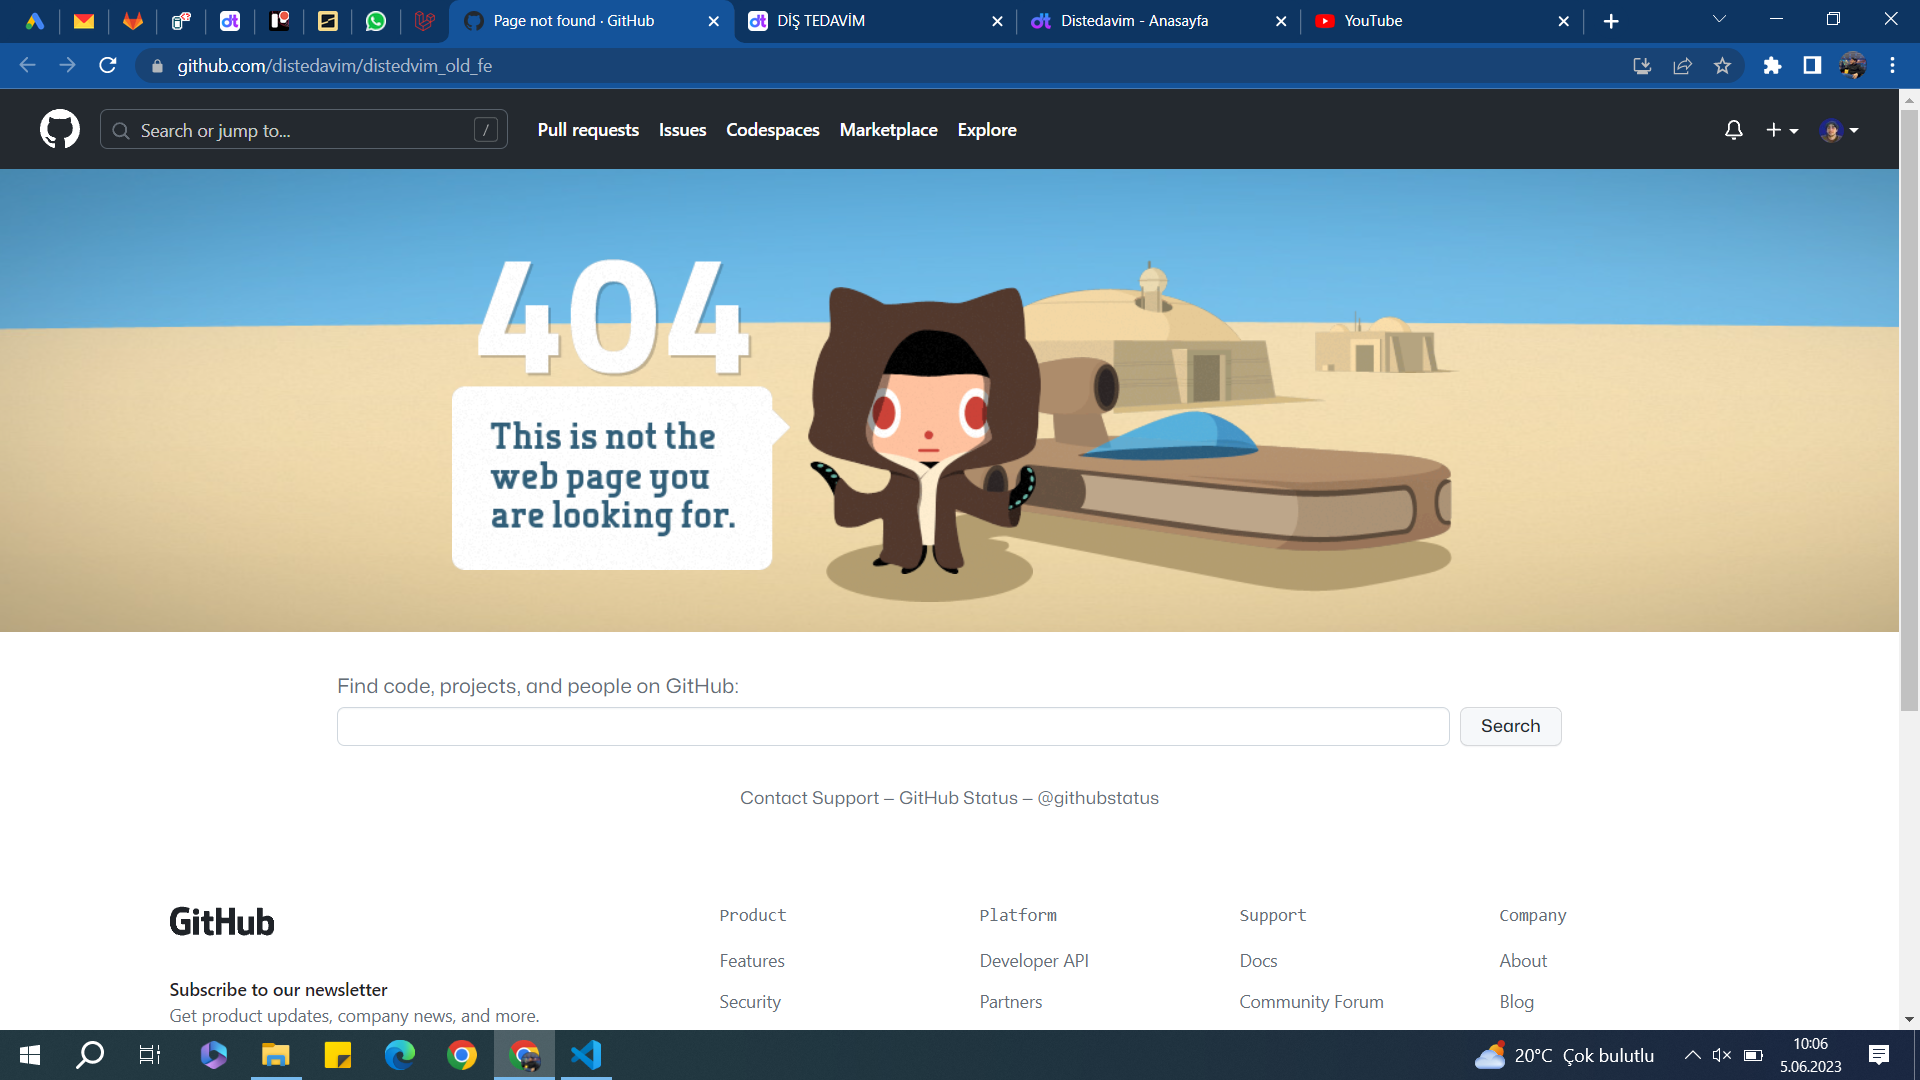 Page not found · GitHub
DİŞ TEDAVİM
Distedavim - Anasayfa
YouTube
github.com/distedavim/distedvim_old_fe
Search or jump to...
/
Pull requests
Issues
Codespaces
Marketplace
Explore
404
This is not the
web page you
are looking for.
Find code, projects, and people on GitHub:
Search
Contact Support — GitHub Status — @githubstatus
GitHub
Subscribe to our newsletter
Get product updates, company news, and more.
Product
Features
Security
Platform
Developer API
Partners
Support
Docs
Community Forum
Company
About
Blog
20°C Çok bulutlu
10:06
5.06.2023